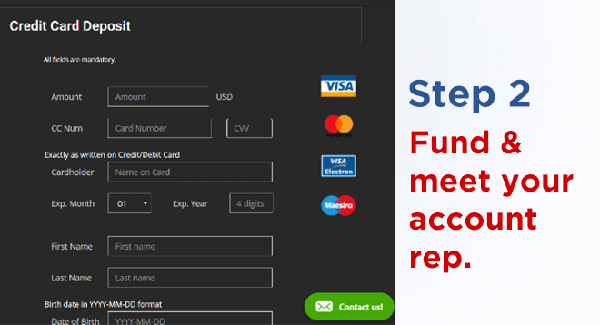 Credit Card Deposit
All fields are mandatory.
Amount Amount USD
VISA
CC Num Card Number CVV
Exactly as written on Credit/Debit Card
Cardholder Name on Card
VISA Electron
Exp. Month 01 Exp. Year 4 digits
Maestro
First Name First name
Last Name Last name
Birth date in YYYY-MM-DD format
Date of Birth YYYY-MM-DD
Contact us!
Step 2
Fund &
meet your
account
rep.